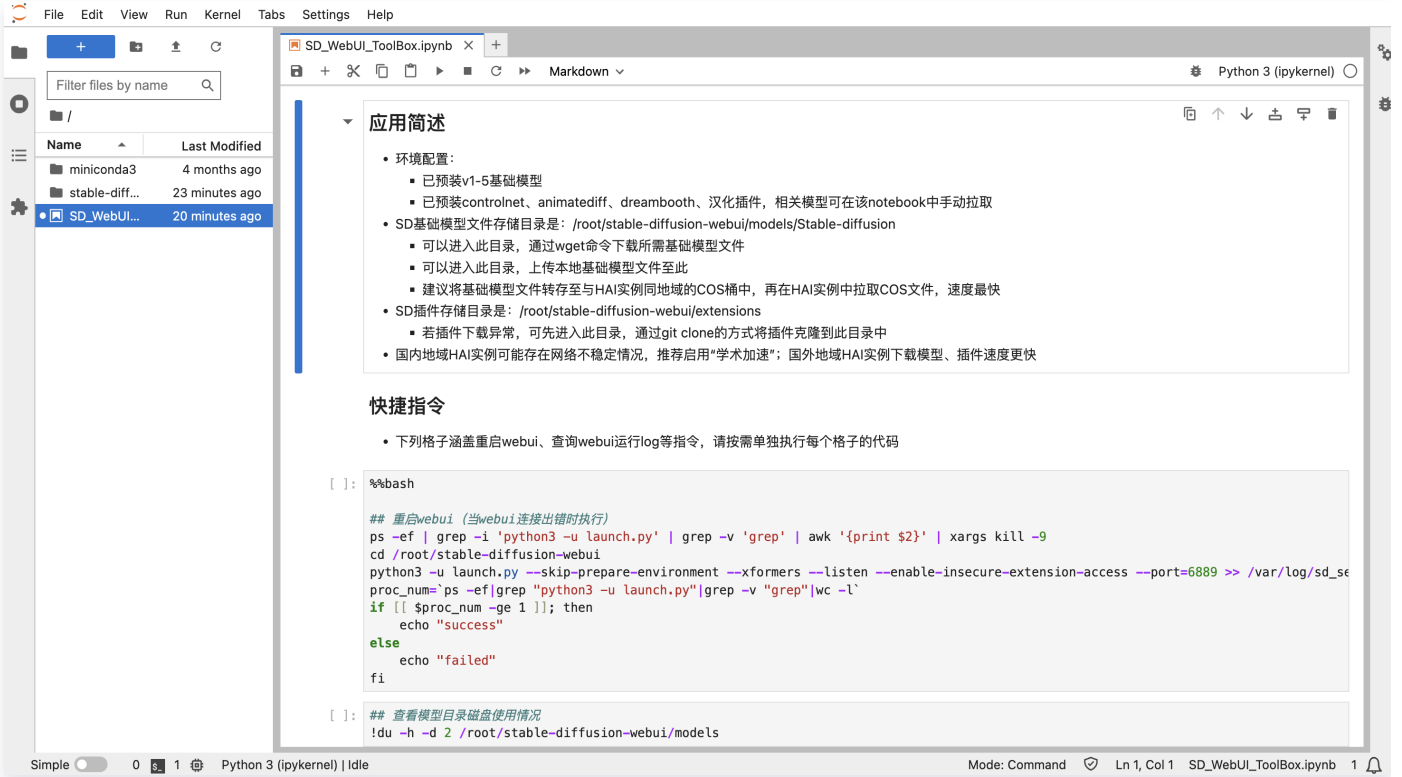 File Edit View Run Kernel Tabs Settings Help
SD_WebUI_ToolBox.ipynb
Filter files by name
Markdown
Python 3 (ipykernel)
/
Name Last Modified
miniconda3 4 months ago
stable-diff... 23 minutes ago
SD_WebUI... 20 minutes ago
应用简述
环境配置：
已预装v1-5基础模型
已预装controlnet、animatediff、dreambooth、汉化插件，相关模型可在该notebook中手动拉取
SD基础模型文件存储目录是：/root/stable-diffusion-webui/models/Stable-diffusion
可以进入此目录，通过wget命令下载所需基础模型文件
可以进入此目录，上传本地基础模型文件至此
建议将基础模型文件转存至与HAI实例同地域的COS桶中，再在HAI实例中拉取COS文件，速度最快
SD插件存储目录是：/root/stable-diffusion-webui/extensions
若插件下载异常，可先进入此目录，通过git clone的方式将插件克隆到此目录中
国内地域HAI实例可能存在网络不稳定情况，推荐启用“学术加速”；国外地域HAI实例下载模型、插件速度更快
快捷指令
下列格子涵盖重启webui、查询webui运行log等指令，请按需单独执行每个格子的代码
[ ]: %%bash
## 重启webui（当webui连接出错时执行）
ps -ef | grep -i 'python3 -u launch.py' | grep -v 'grep' | awk '{print $2}' | xargs kill -9
cd /root/stable-diffusion-webui
python3 -u launch.py --skip-prepare-environment --xformers --listen --enable-insecure-extension-access --port=6889 >> /var/log/sd_se
proc_num=`ps -ef|grep "python3 -u launch.py"|grep -v "grep"|wc -l`
if [[ $proc_num -ge 1 ]]; then
echo "success"
else
echo "failed"
fi
[ ]: ## 查看模型目录磁盘使用情况
!du -h -d 2 /root/stable-diffusion-webui/models
Simple 0 $_ 1 Python 3 (ipykernel) | Idle Mode: Command Ln 1, Col 1 SD_WebUI_ToolBox.ipynb 1